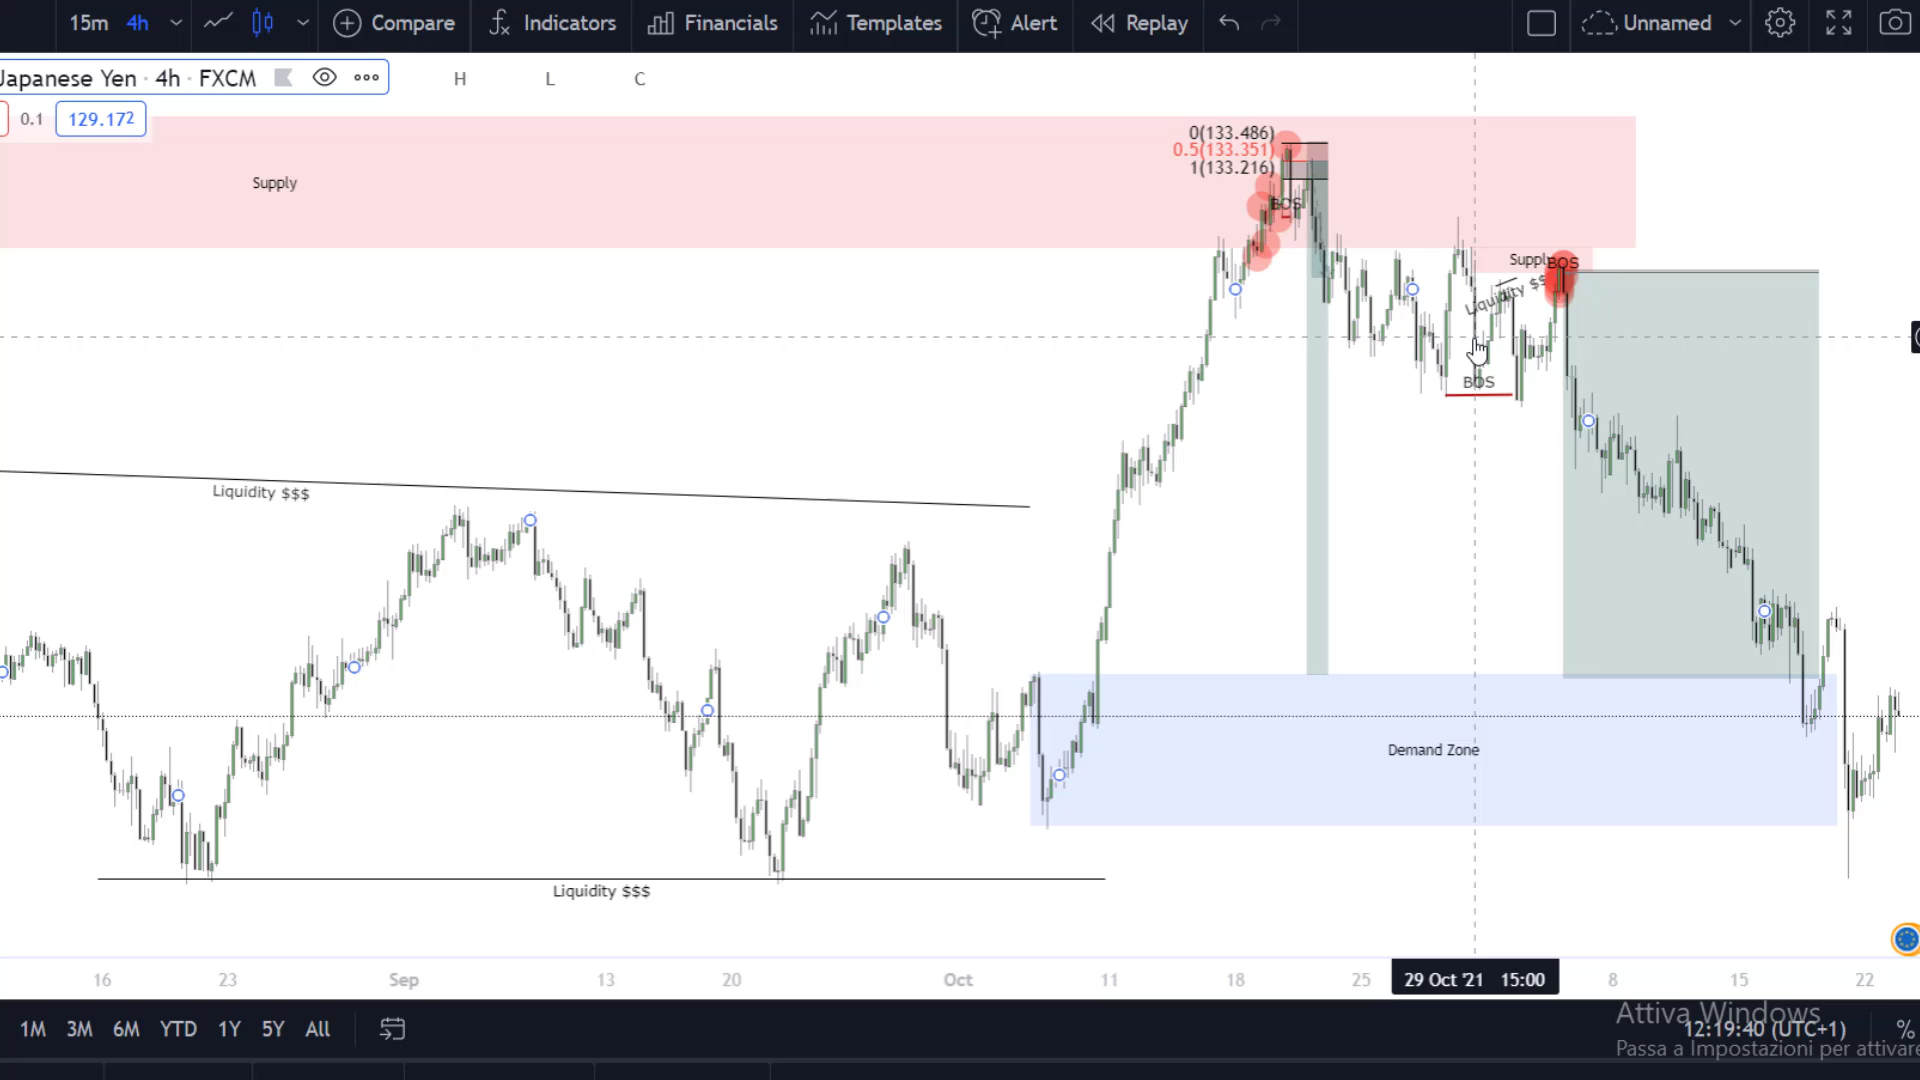 15m 4h Compare Indicators Financials Templates Alert Replay Unnamed
Japanese Yen · 4h · FXCM H L C
0.1 129.172
0(133.486)
0.5(133.351)
1(133.216)
Supply
BOS
Supply BOS
Liquidity $$
BOS
Liquidity $$$
Demand Zone
Liquidity $$$
16 23 Sep 13 20 Oct 11 18 25 29 Oct '21 15:00 8 15 22
Attiva Windows
1M 3M 6M YTD 1Y 5Y All 12:19:40 (UTC+1) %
Passa a Impostazioni per attivare